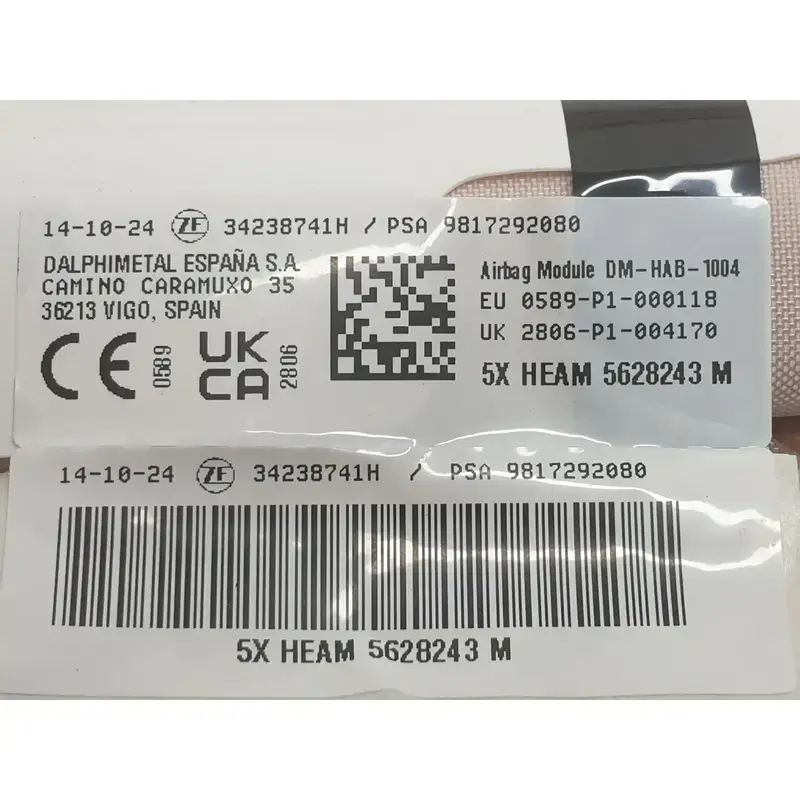 14-10-24 ZF 34238741H / PSA 9817292080
DALPHIMETAL ESPAÑA S.A.
CAMINO CARAMUXO 35
36213 VIGO, SPAIN
CE 0589
UK
CA 2806
Airbag Module DM-HAB-1004
EU 0589-P1-000118
UK 2806-P1-004170
5X HEAM 5628243 M
14-10-24 ZF 34238741H / PSA 9817292080
5X HEAM 5628243 M